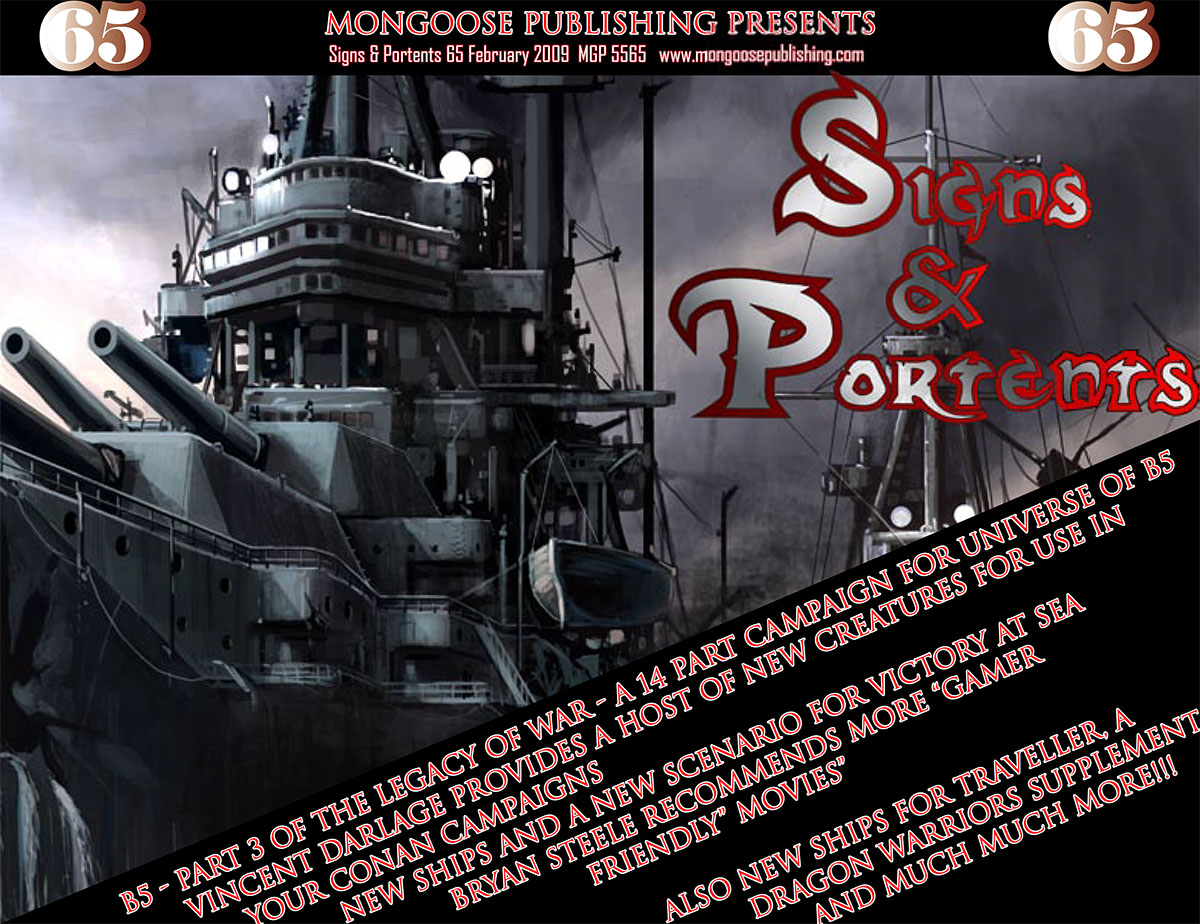 65
MONGOOSE PUBLISHING PRESENTS
65
Signs & Portents 65 February 2009 MGP 5565 www.mongoosepublishing.com
Signs
&
Portents
B5 - PART 3 OF THE LEGACY OF WAR - A 14 PART CAMPAIGN FOR UNIVERSE OF B5
VINCENT DARLAGE PROVIDES A HOST OF NEW CREATURES FOR USE IN
YOUR CONAN CAMPAIGNS
NEW SHIPS AND A NEW SCENARIO FOR VICTORY AT SEA
BRYAN STEELE RECOMMENDS MORE “GAMER
FRIENDLY” MOVIES”
ALSO NEW SHIPS FOR TRAVELLER, A
DRAGON WARRIORS SUPPLEMENT
AND MUCH MUCH MORE!!!